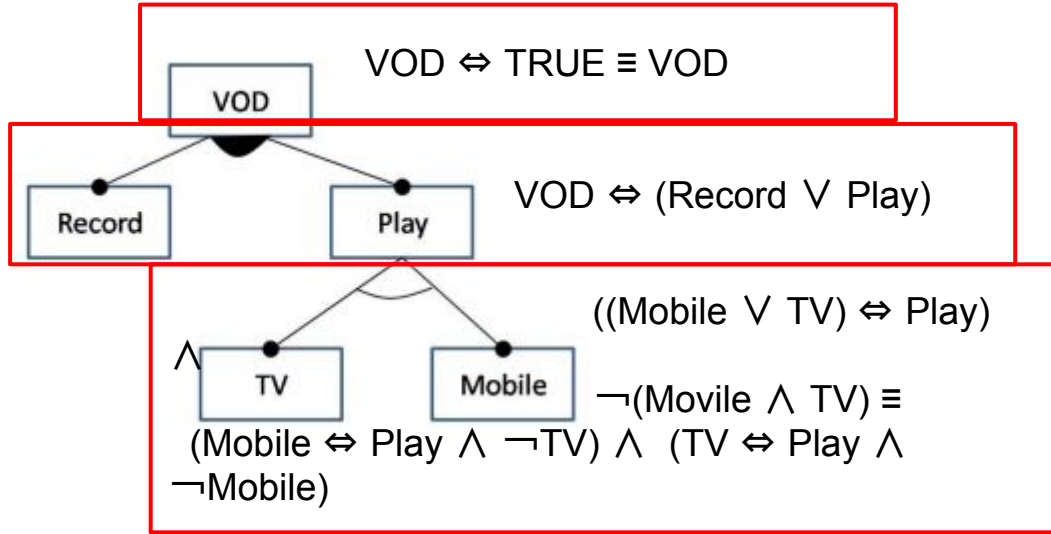 VOD ⇔ TRUE ≡ VOD
VOD
VOD ⇔ (Record ∨ Play)
Record
Play
((Mobile ∨ TV) ⇔ Play)
∧
TV
Mobile
¬(Movile ∧ TV) ≡
(Mobile ⇔ Play ∧ ¬TV) ∧ (TV ⇔ Play ∧
¬Mobile)